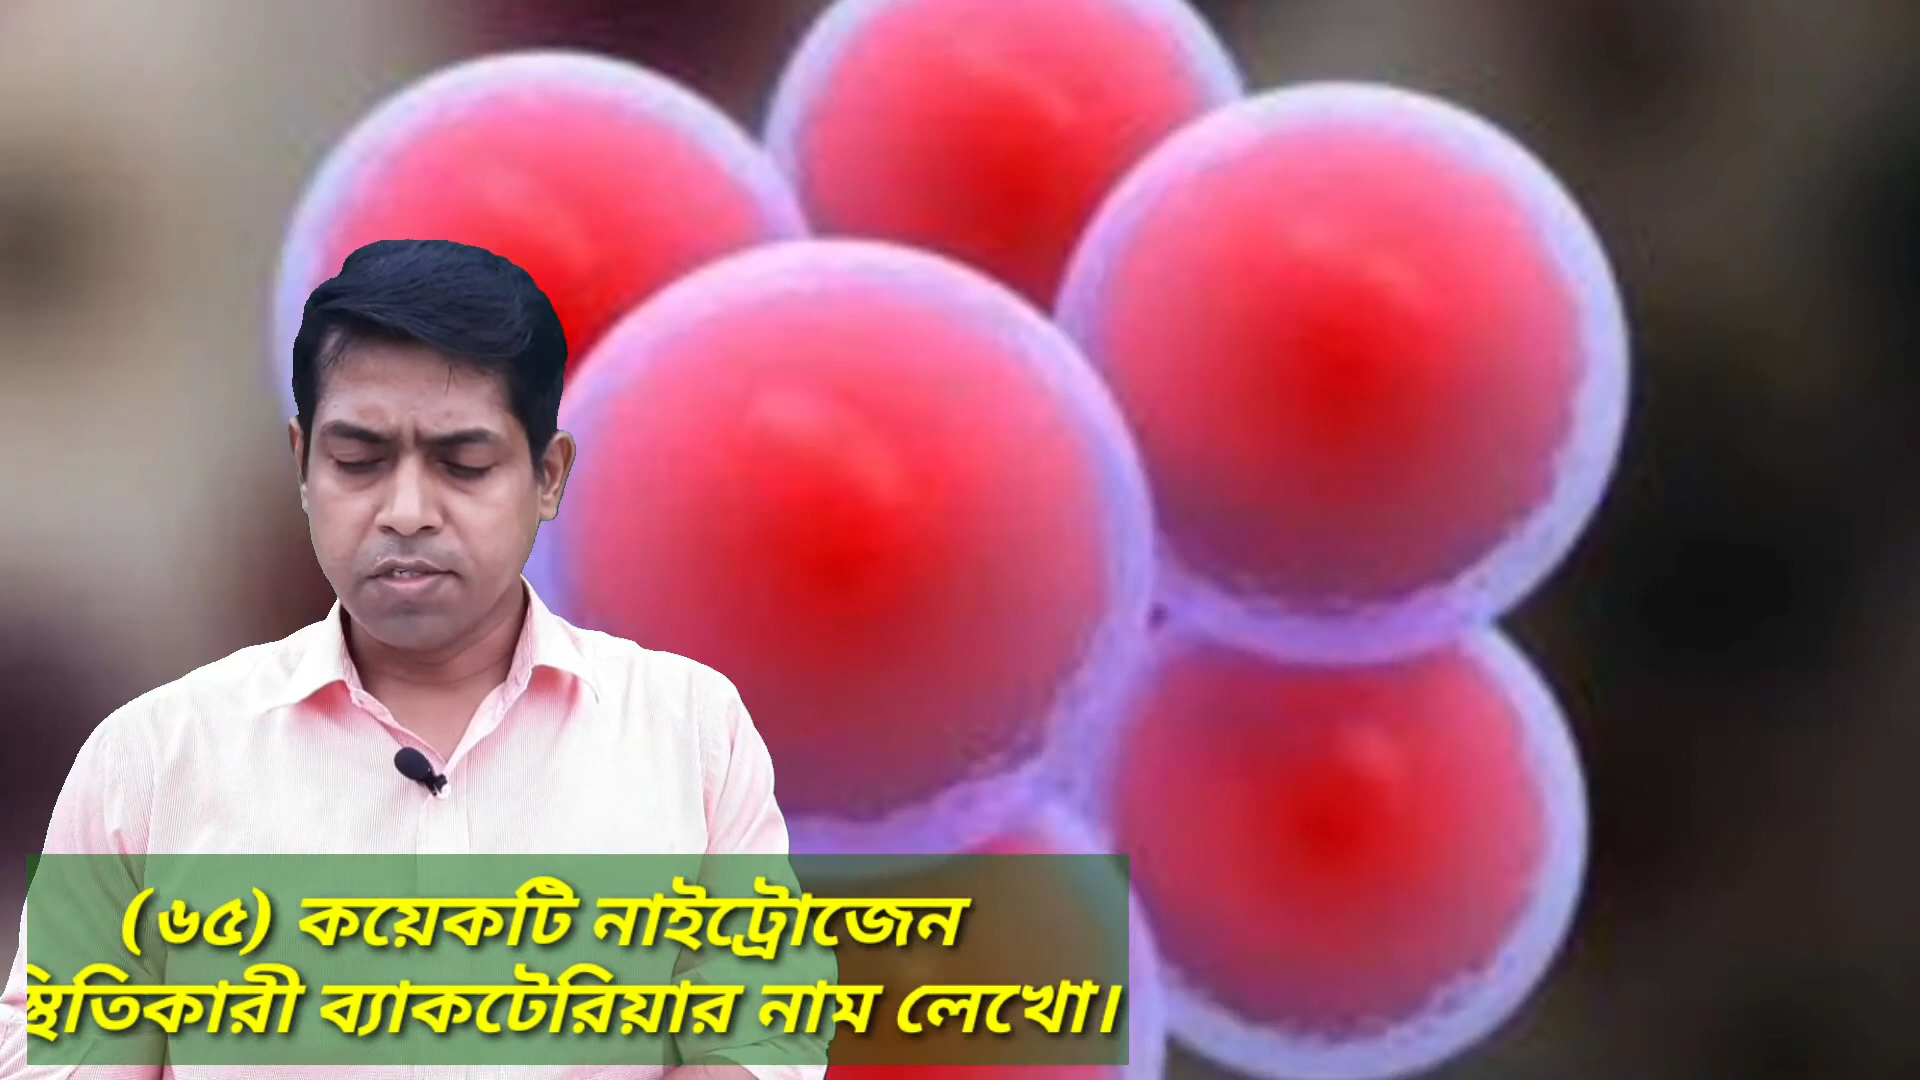 (৬৫) কয়েকটি নাইট্রোজেন
স্থিতিকারী ব্যাকটেরিয়ার নাম লেখো।